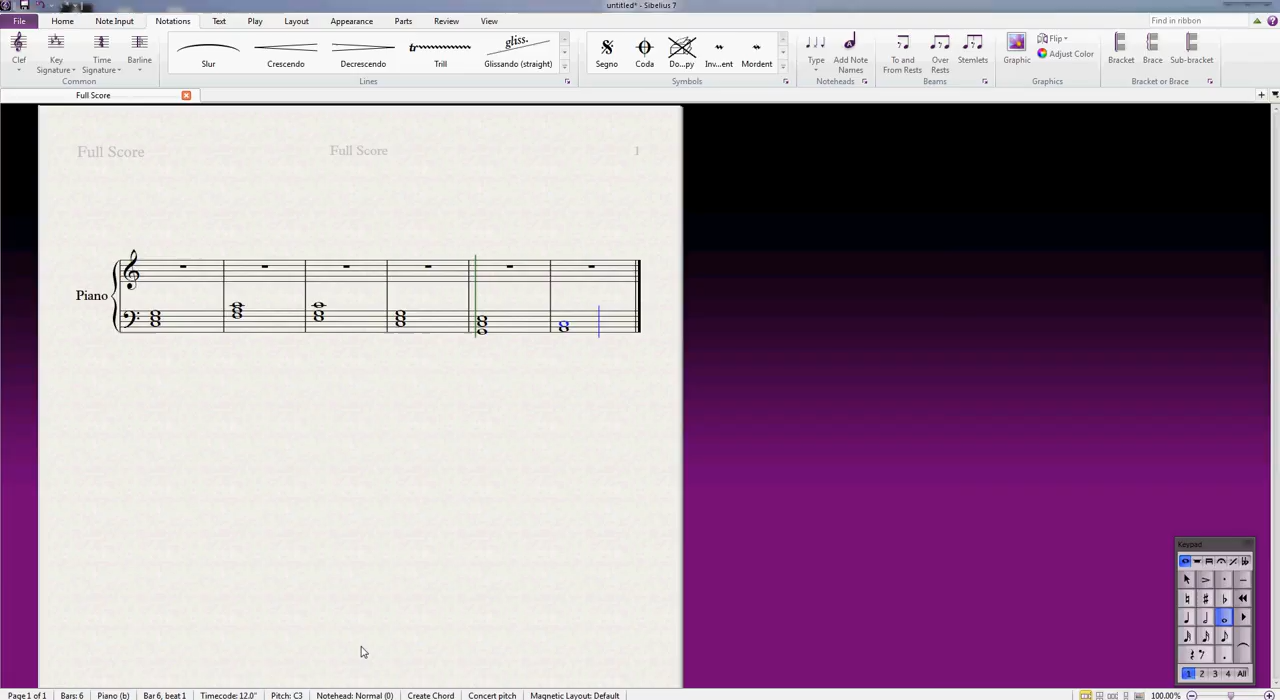 untitled* - Sibelius 7
File Home Note Input Notations Text Play Layout Appearance Parts Review View Find in ribbon
Clef Key Signature Time Signature Barline
Common
Slur Crescendo Decrescendo Trill Glissando (straight)
tr gliss.
Lines
Segno Coda Do...py Inv...ent Mordent
Symbols
Type Add Note Names
Noteheads
To and From Rests Over Rests Stemlets
Beams
Graphic Flip Adjust Color
Graphics
Bracket Brace Sub-bracket
Bracket or Brace
Full Score
Full Score Full Score 1
Piano
Keypad
1 2 3 4 All
Page 1 of 1 Bars: 6 Piano (b) Bar 6, beat 1 Timecode: 12.0" Pitch: C3 Notehead: Normal (0) Create Chord Concert pitch Magnetic Layout: Default 100.00%